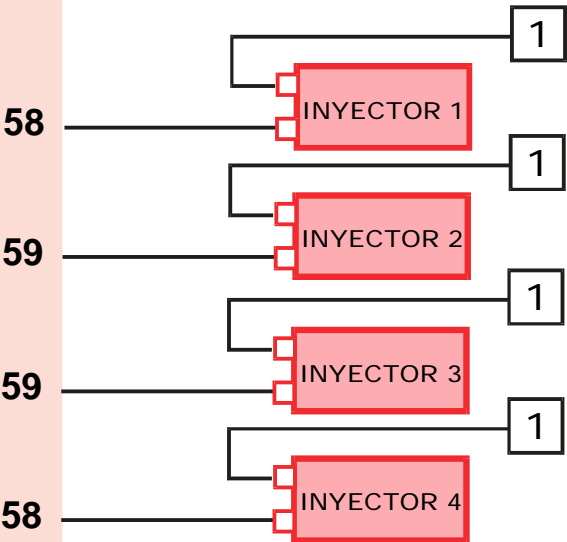 1
INYECTOR 1
58
1
INYECTOR 2
59
1
INYECTOR 3
59
1
INYECTOR 4
58